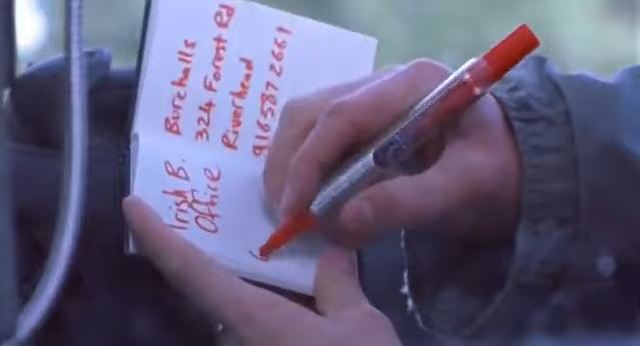 Burchalls
324 Forest Rd
Riverhead
9165872661
Irish B.
Office